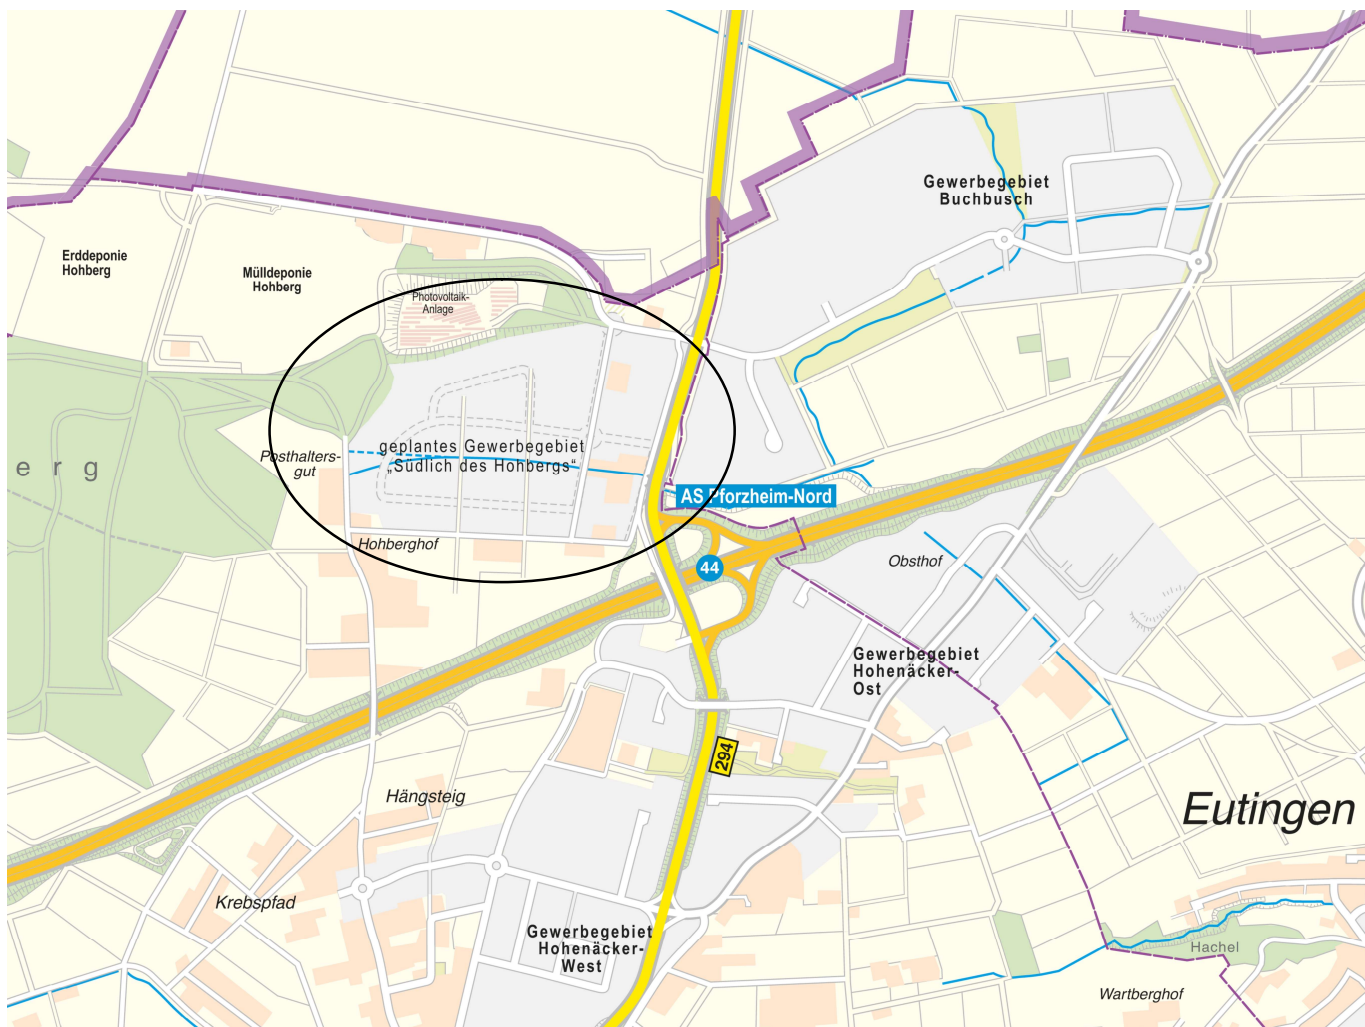 Gewerbegebiet
Buchbusch
Erddeponie
Hohberg
Mülldeponie
Hohberg
Photovoltaik-
Anlage
geplantes Gewerbegebiet
„Südlich des Hohbergs“
Posthalters-
gut
erg
AS Pforzheim-Nord
Hohberghof
44
Obsthof
Gewerbegebiet
Hohenäcker-
Ost
294
Hängsteig
Eutingen
Krebspfad
Gewerbegebiet
Hohenäcker-
West
Hachel
Wartberghof